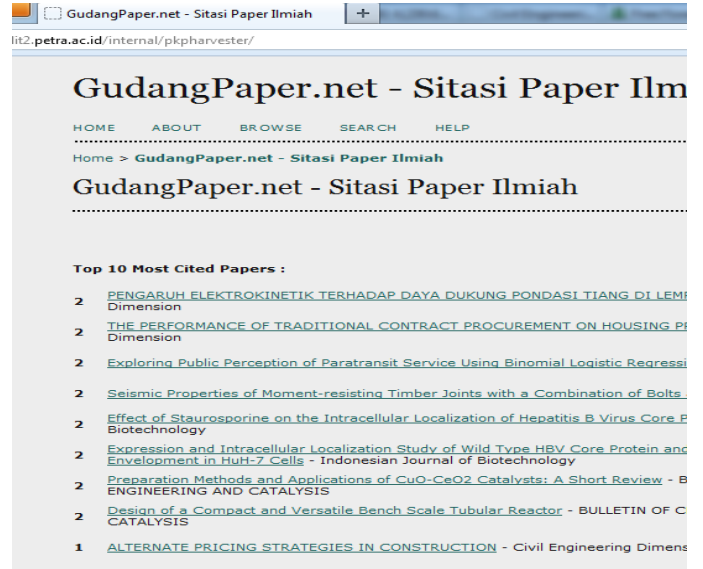 GudangPaper.net - Sitasi Paper Ilmiah
+
lit2.petra.ac.id/internal/pkpharvester/
GudangPaper.net - Sitasi Paper Ilm
HOME ABOUT BROWSE SEARCH HELP
Home > GudangPaper.net - Sitasi Paper Ilmiah
GudangPaper.net - Sitasi Paper Ilmiah
Top 10 Most Cited Papers :
2 PENGARUH ELEKTROKINETIK TERHADAP DAYA DUKUNG PONDASI TIANG DI LEMP
Dimension
2 THE PERFORMANCE OF TRADITIONAL CONTRACT PROCUREMENT ON HOUSING PR
Dimension
2 Exploring Public Perception of Paratransit Service Using Binomial Logistic Regressi
2 Seismic Properties of Moment-resisting Timber Joints with a Combination of Bolts
2 Effect of Staurosporine on the Intracellular Localization of Hepatitis B Virus Core P
Biotechnology
2 Expression and Intracellular Localization Study of Wild Type HBV Core Protein and
Envelopment in HuH-7 Cells - Indonesian Journal of Biotechnology
2 Preparation Methods and Applications of CuO-CeO2 Catalysts: A Short Review - B
ENGINEERING AND CATALYSIS
2 Design of a Compact and Versatile Bench Scale Tubular Reactor - BULLETIN OF C
CATALYSIS
1 ALTERNATE PRICING STRATEGIES IN CONSTRUCTION - Civil Engineering Dimens